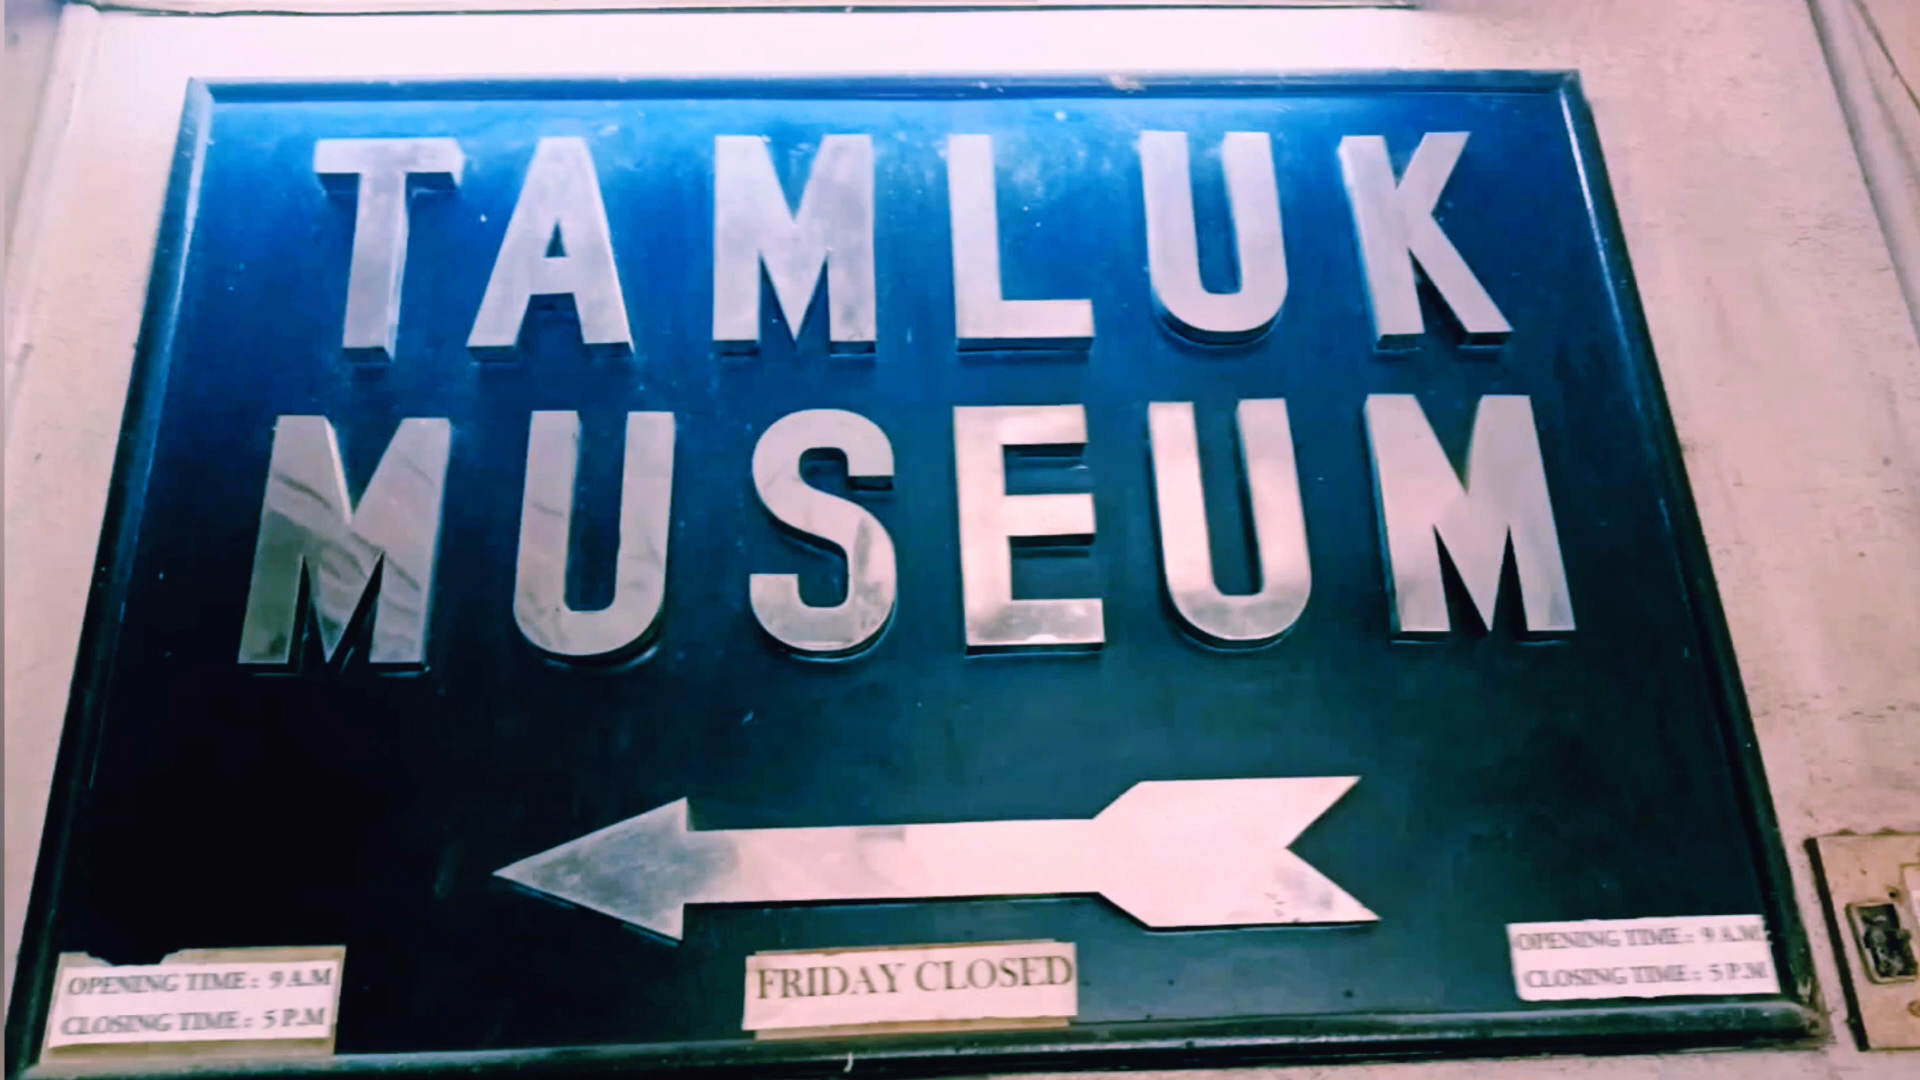 TAMLUK
MUSEUM
OPENING TIME : 9 A.M
CLOSING TIME : 5 P.M
FRIDAY CLOSED
OPENING TIME : 9 A.M.
CLOSING TIME : 5 P.M